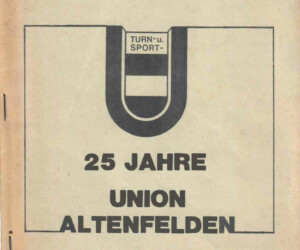 TURN- u.
SPORT-
25 JAHRE
UNION
ALTENFELDEN